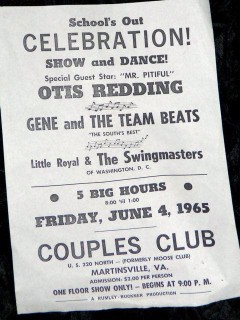 School's Out
CELEBRATION!
SHOW and DANCE!
Special Guest Star: "MR. PITIFUL"
OTIS REDDING
GENE and THE TEAM BEATS
"THE SOUTH'S BEST"
Little Royal & The Swingmasters
OF WASHINGTON, D. C.
5 BIG HOURS
8:00 'til 1:00
FRIDAY, JUNE 4, 1965
COUPLES CLUB
U. S. 220 NORTH — (FORMERLY MOOSE CLUB)
MARTINSVILLE, VA.
ADMISSION: $3.00 PER PERSON
ONE FLOOR SHOW ONLY! — BEGINS AT 9:00 P. M.
A PRODUCTION